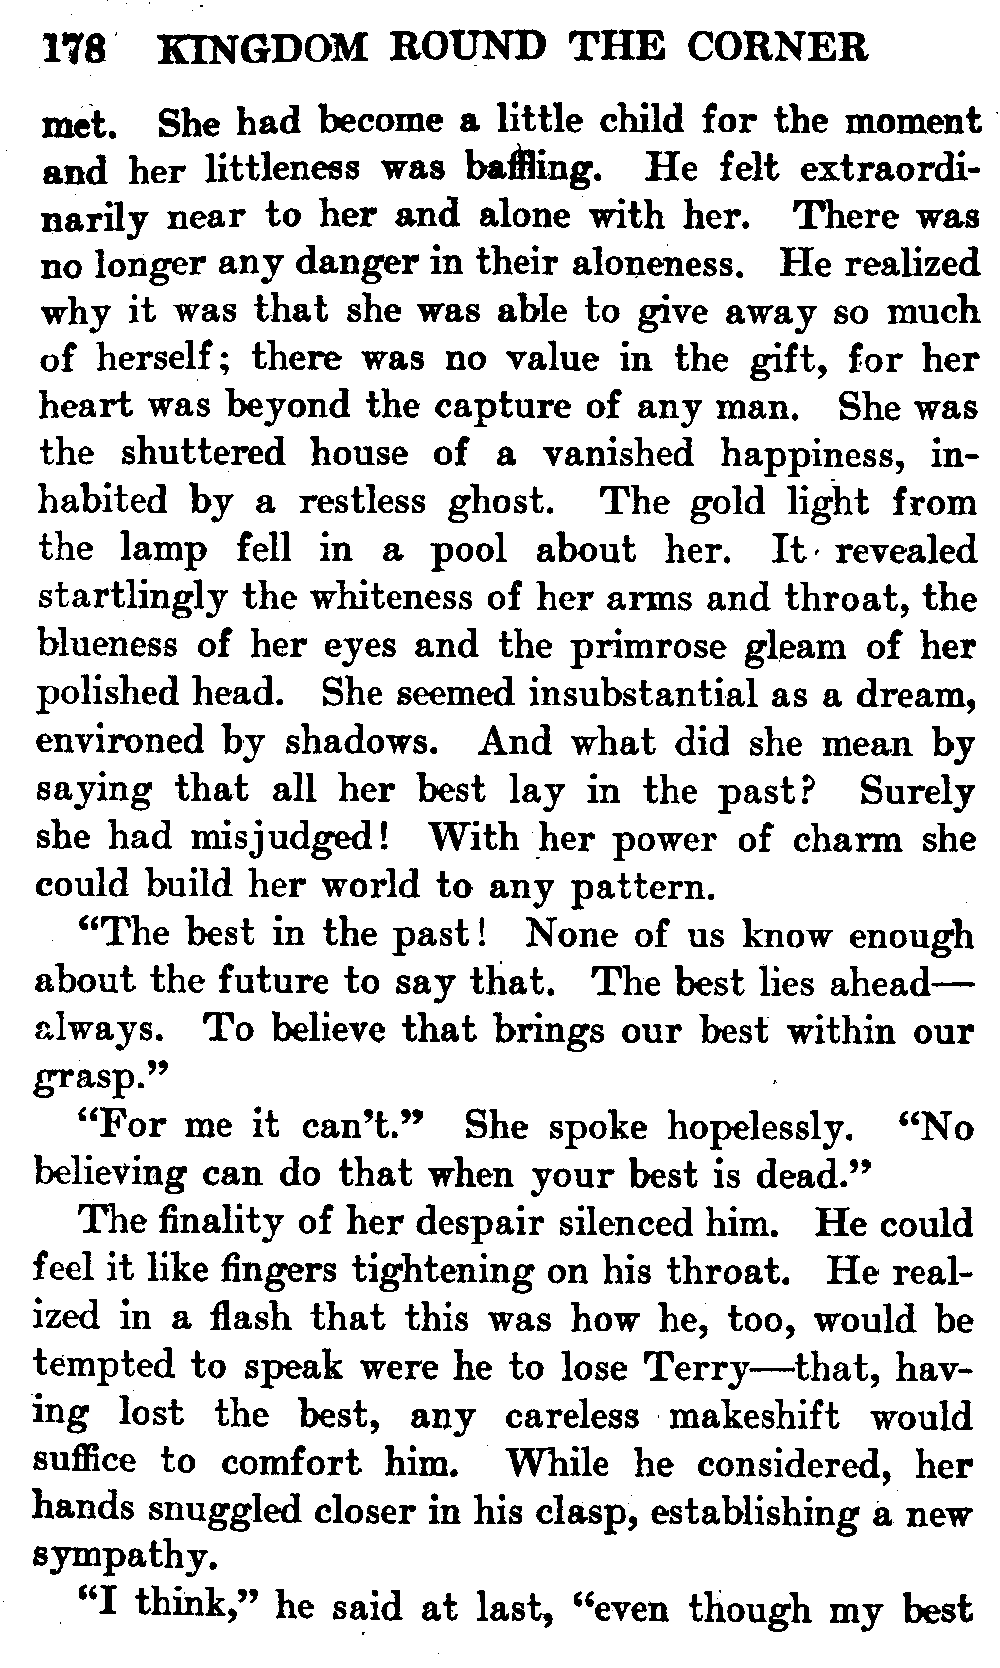 178 KINGDOM ROUND THE CORNER
met. She had become a little child for the moment
and her littleness was baffling. He felt extraordi-
narily near to her and alone with her. There was
no longer any danger in their aloneness. He realized
why it was that she was able to give away so much
of herself; there was no value in the gift, for her
heart was beyond the capture of any man. She was
the shuttered house of a vanished happiness, in-
habited by a restless ghost. The gold light from
the lamp fell in a pool about her. It revealed
startlingly the whiteness of her arms and throat, the
blueness of her eyes and the primrose gleam of her
polished head. She seemed insubstantial as a dream,
environed by shadows. And what did she mean by
saying that all her best lay in the past? Surely
she had misjudged! With her power of charm she
could build her world to any pattern.
"The best in the past! None of us know enough
about the future to say that. The best lies ahead—
always. To believe that brings our best within our
grasp."
"For me it can't." She spoke hopelessly. "No
believing can do that when your best is dead."
The finality of her despair silenced him. He could
feel it like fingers tightening on his throat. He real-
ized in a flash that this was how he, too, would be
tempted to speak were he to lose Terry—that, hav-
ing lost the best, any careless makeshift would
suffice to comfort him. While he considered, her
hands snuggled closer in his clasp, establishing a new
sympathy.
"I think," he said at last, "even though my best